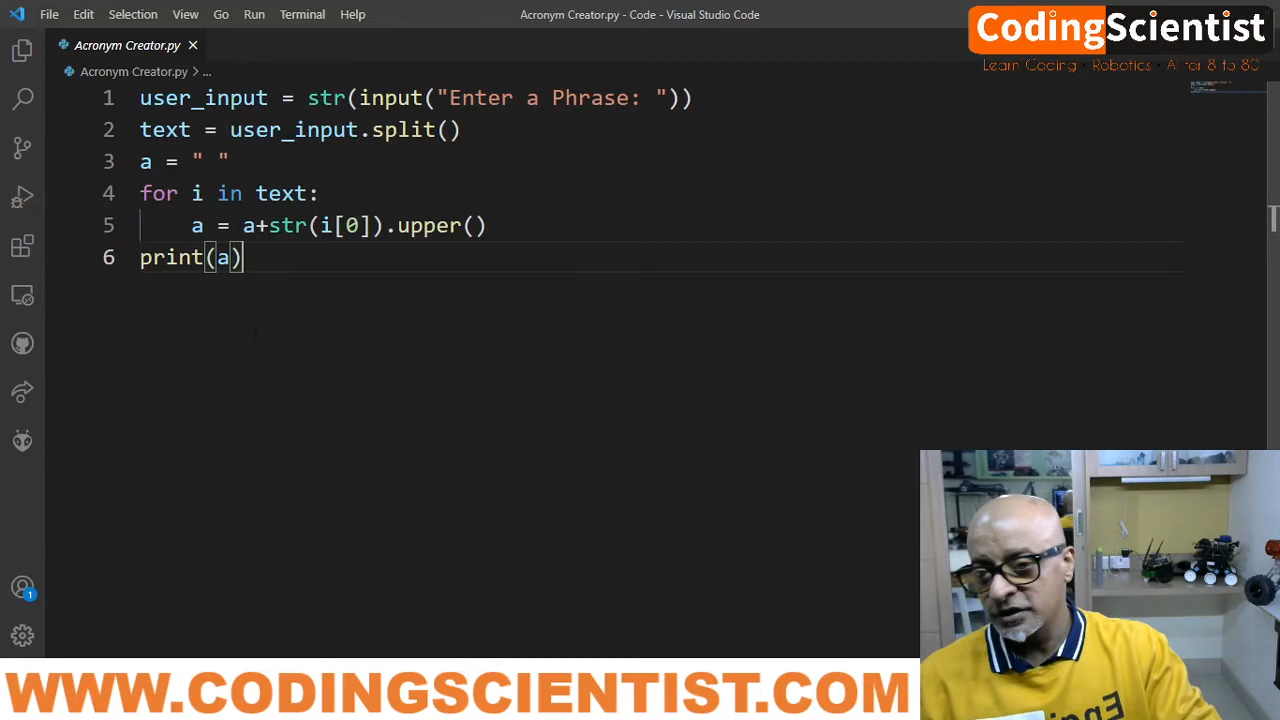 File Edit Selection View Go Run Terminal Help
Acronym Creator.py - Code - Visual Studio Code
CodingScientist
Learn Coding · Robotics · AI for 8 to 80
Acronym Creator.py ×
Acronym Creator.py > ...
1 user_input = str(input("Enter a Phrase: "))
2 text = user_input.split()
3 a = " "
4 for i in text:
5 a = a+str(i[0]).upper()
6 print(a)
1
WWW.CODINGSCIENTIST.COM